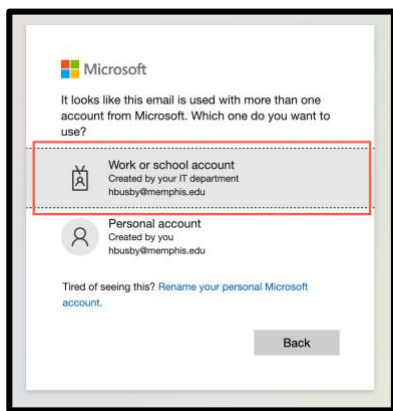 Microsoft
It looks like this email is used with more than one
account from Microsoft. Which one do you want to
use?
Work or school account
Created by your IT department
hbusby@memphis.edu
Personal account
Created by you
hbusby@memphis.edu
Tired of seeing this? Rename your personal Microsoft
account.
Back